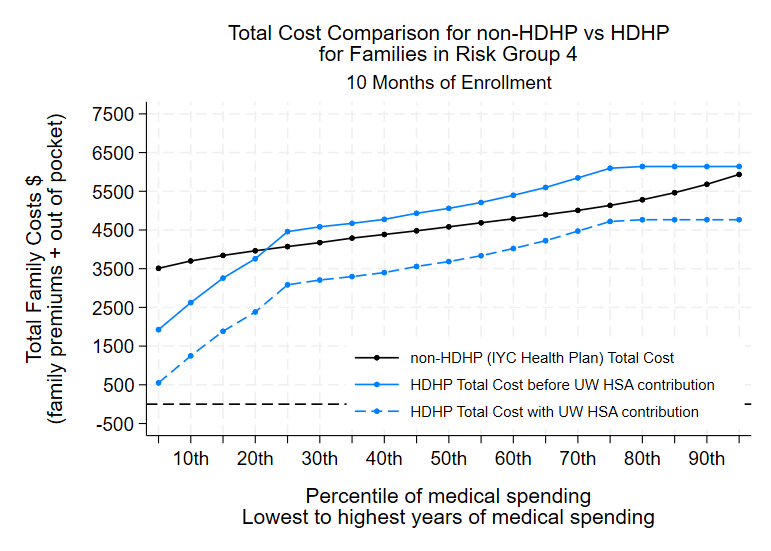 Total Cost Comparison for non-HDHP vs HDHP
for Families in Risk Group 4
10 Months of Enrollment
Total Family Costs $
(family premiums + out of pocket)
7500
6500
5500
4500
3500
2500
1500
500
-500
non-HDHP (IYC Health Plan) Total Cost
HDHP Total Cost before UW HSA contribution
HDHP Total Cost with UW HSA contribution
10th 20th 30th 40th 50th 60th 70th 80th 90th
Percentile of medical spending
Lowest to highest years of medical spending